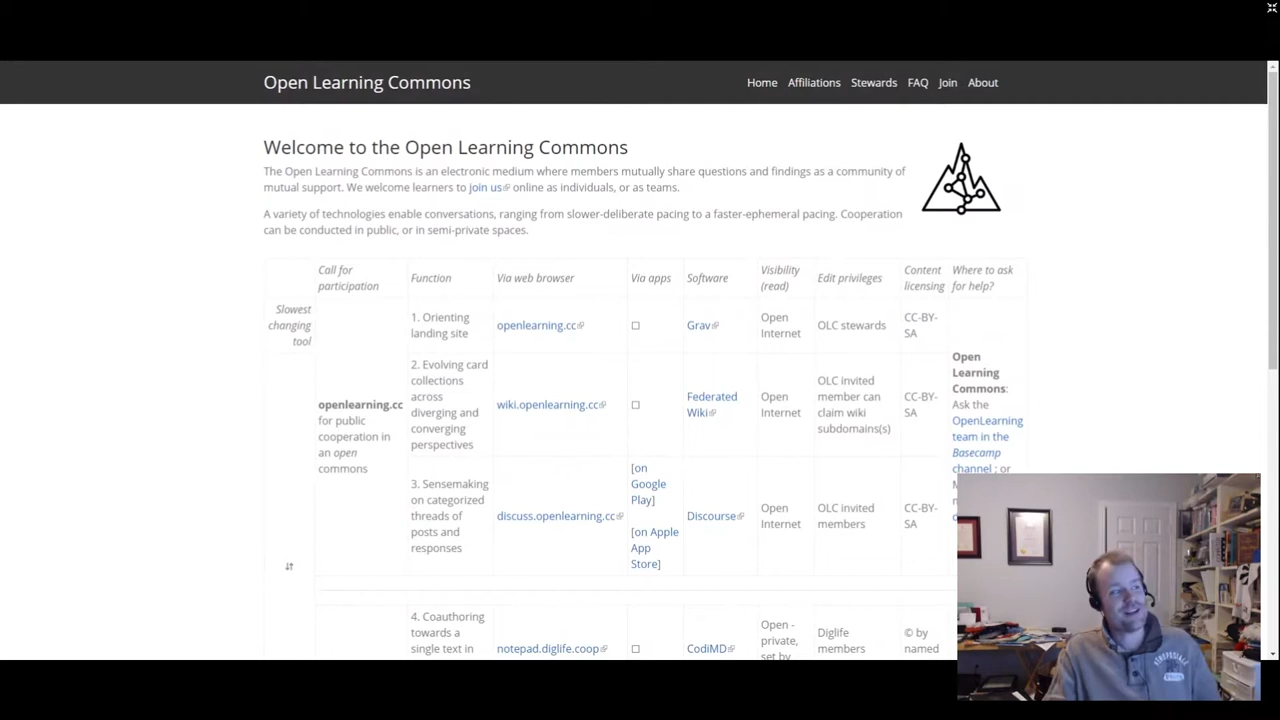 Open Learning Commons
Home Affiliations Stewards FAQ Join About
Welcome to the Open Learning Commons
The Open Learning Commons is an electronic medium where members mutually share questions and findings as a community of
mutual support. We welcome learners to join us online as individuals, or as teams.
A variety of technologies enable conversations, ranging from slower-deliberate pacing to a faster-ephemeral pacing. Cooperation
can be conducted in public, or in semi-private spaces.
Call for
participation
Function
Via web browser
Via apps
Software
Visibility
(read)
Edit privileges
Content
licensing
Where to ask
for help?
Slowest
changing
tool
openlearning.cc
for public
cooperation in
an open
commons
1. Orienting
landing site
openlearning.cc
Grav
Open
Internet
OLC stewards
CC-BY-
SA
2. Evolving card
collections
across
diverging and
converging
perspectives
wiki.openlearning.cc
Federated
Wiki
Open
Internet
OLC invited
member can
claim wiki
subdomains(s)
CC-BY-
SA
3. Sensemaking
on categorized
threads of
posts and
responses
discuss.openlearning.cc
[on
Google
Play]
[on Apple
App
Store]
Discourse
Open
Internet
OLC invited
members
CC-BY-
SA
Open
Learning
Commons:
Ask the
OpenLearning
team in the
Basecamp
channel ; or
4. Coauthoring
towards a
single text in
notepad.diglife.coop
CodiMD
Open -
private,
set by
Diglife
members
© by
named